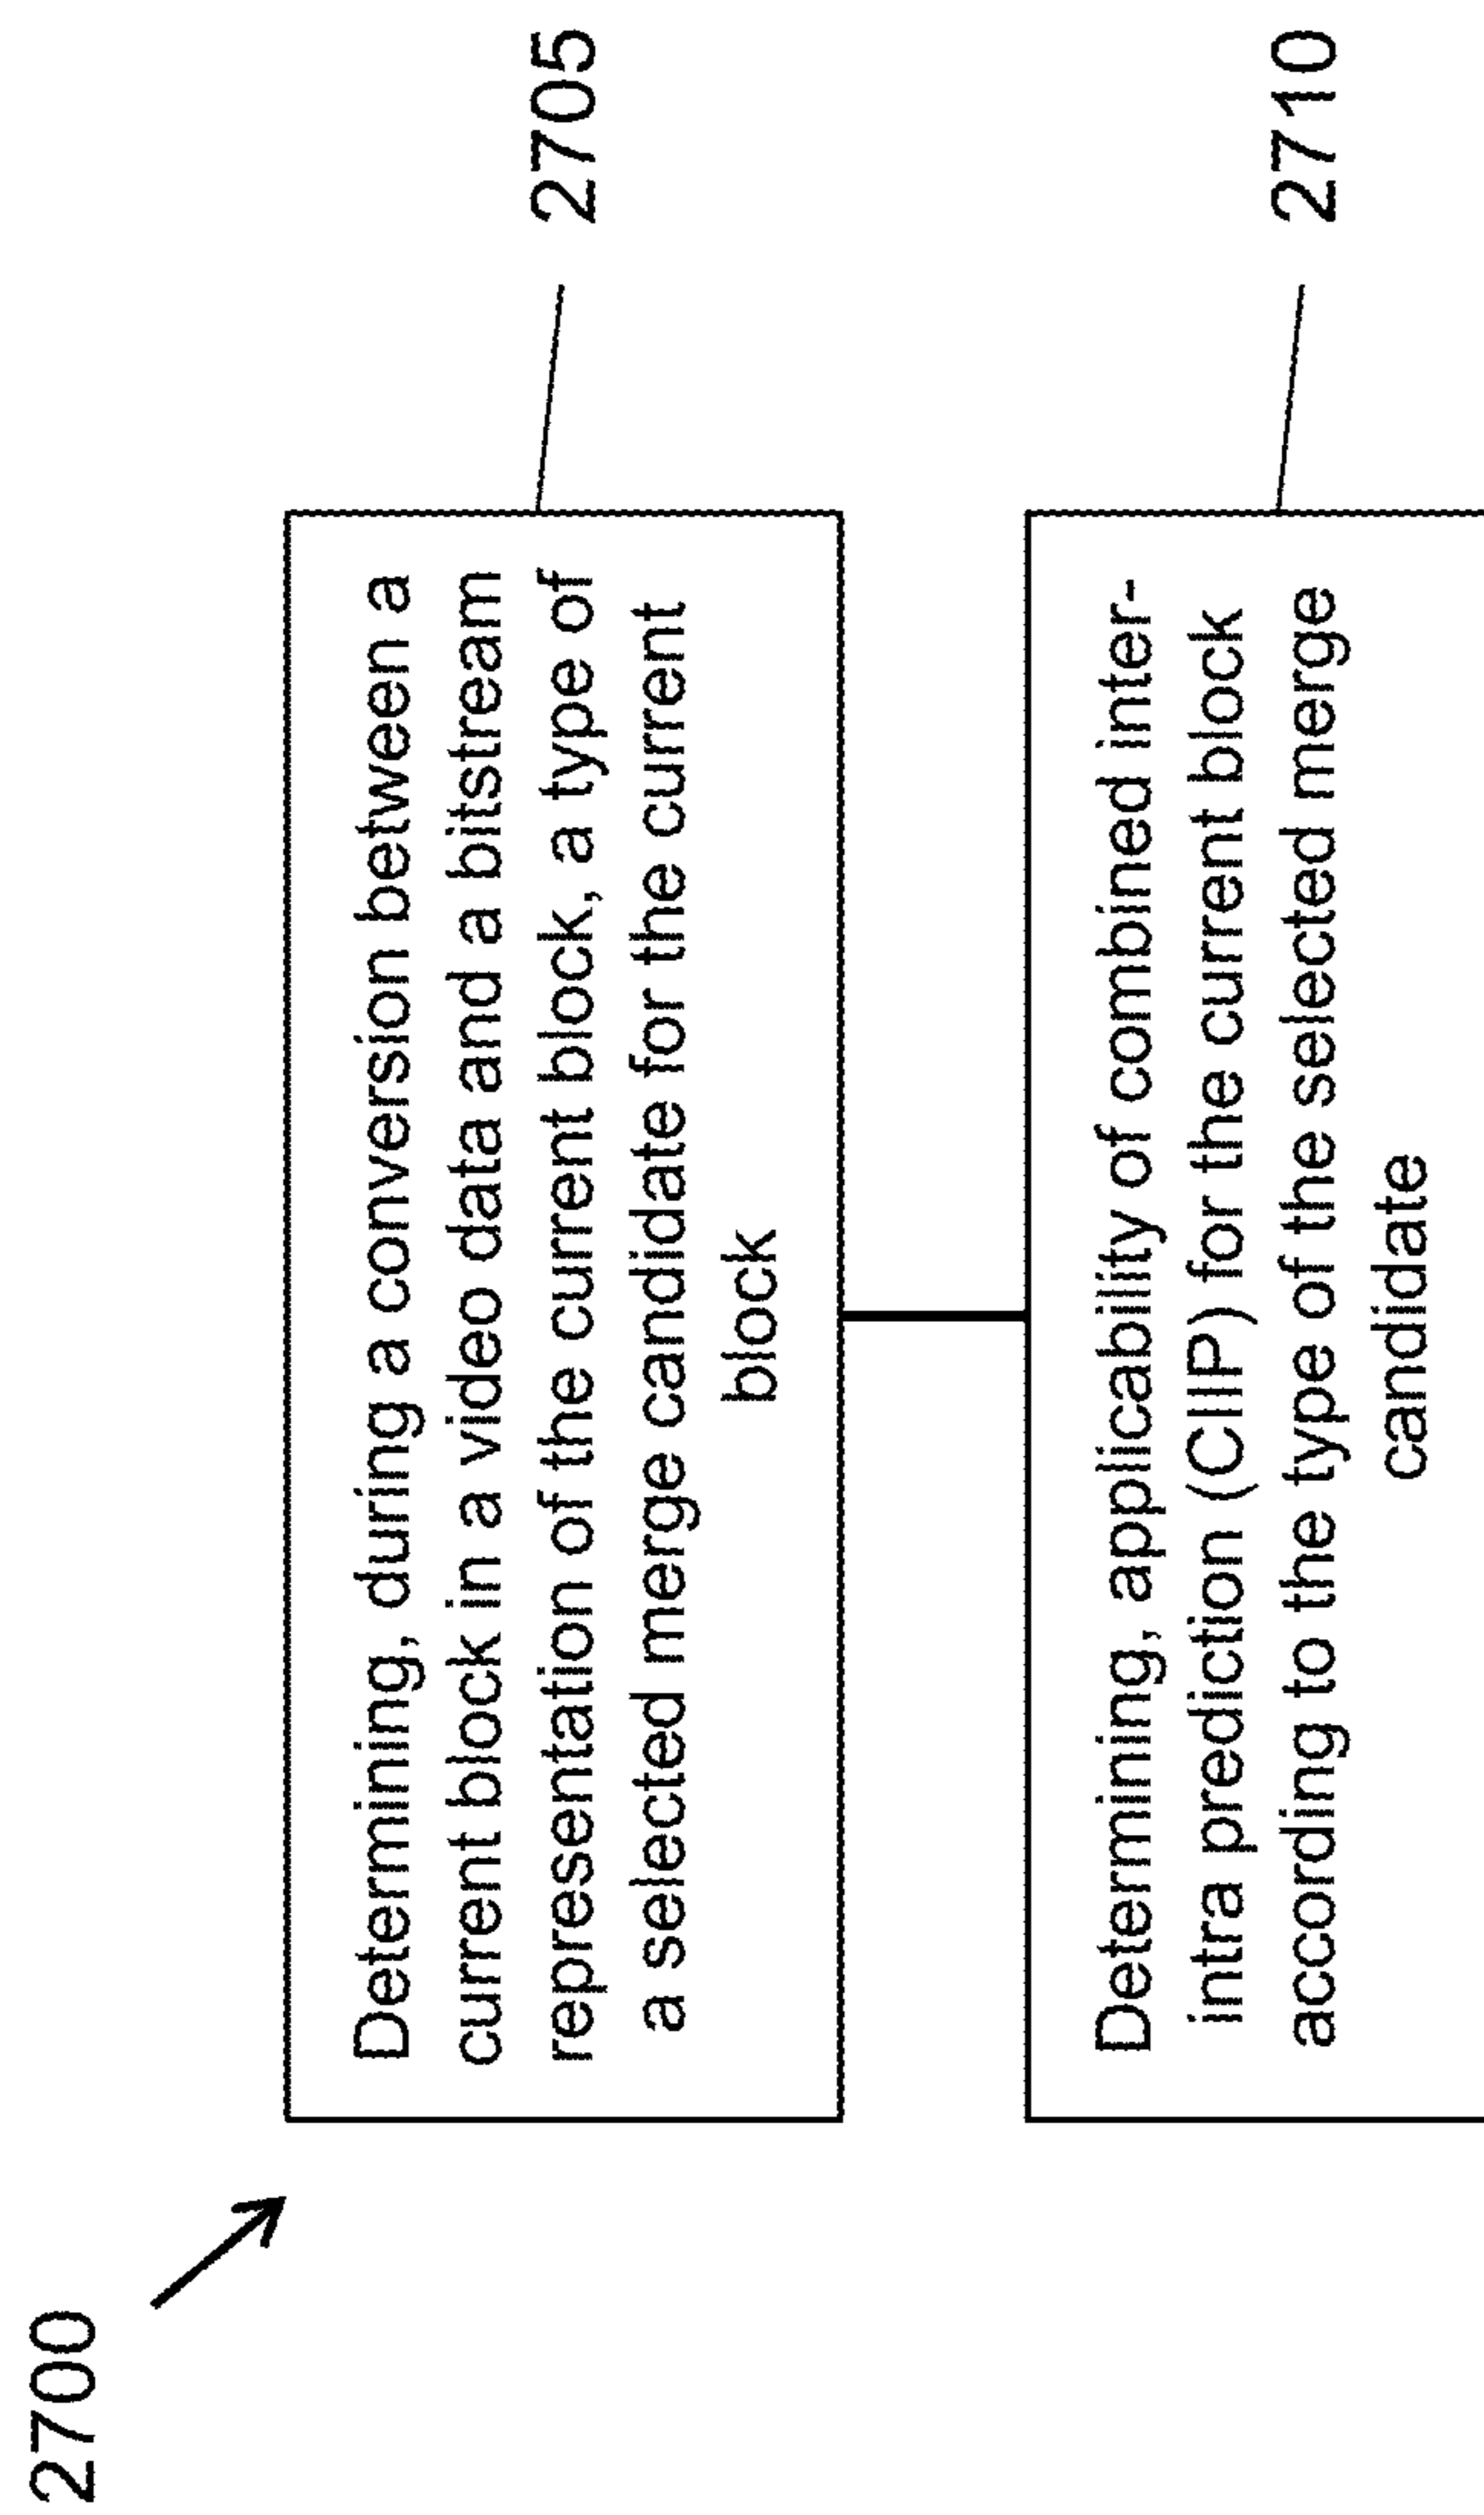 2700
Determining, during a conversion between a
current block in a video data and a bitstream
representation of the current block, a type of
a selected merge candidate for the current
block
2705
Determining, applicability of combined inter-
intra prediction (CIIP) for the current block
according to the type of the selected merge
candidate
2710